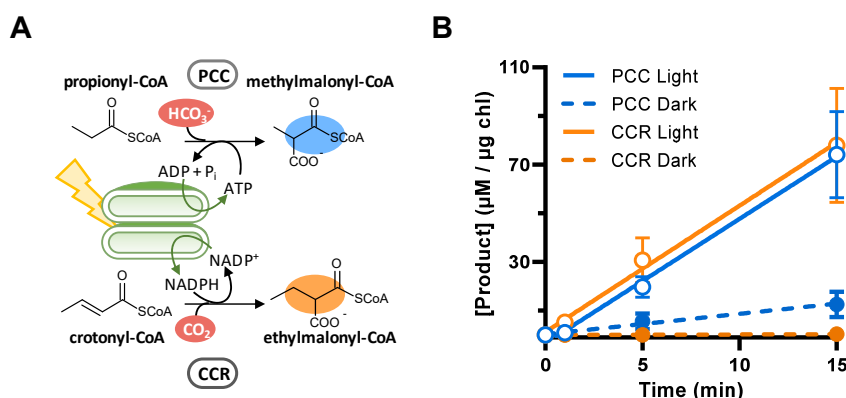 A
PCC
propionyl-CoA
methylmalonyl-CoA
HCO3-
O
SCoA
O
SCoA
COO-
ADP + Pi
ATP
NADP+
NADPH
O
SCoA
O
SCoA
COO-
crotonyl-CoA
CO2
ethylmalonyl-CoA
CCR
B
110
70
30
[Product] (µM / µg chl)
PCC Light
PCC Dark
CCR Light
CCR Dark
0 5 10 15
Time (min)